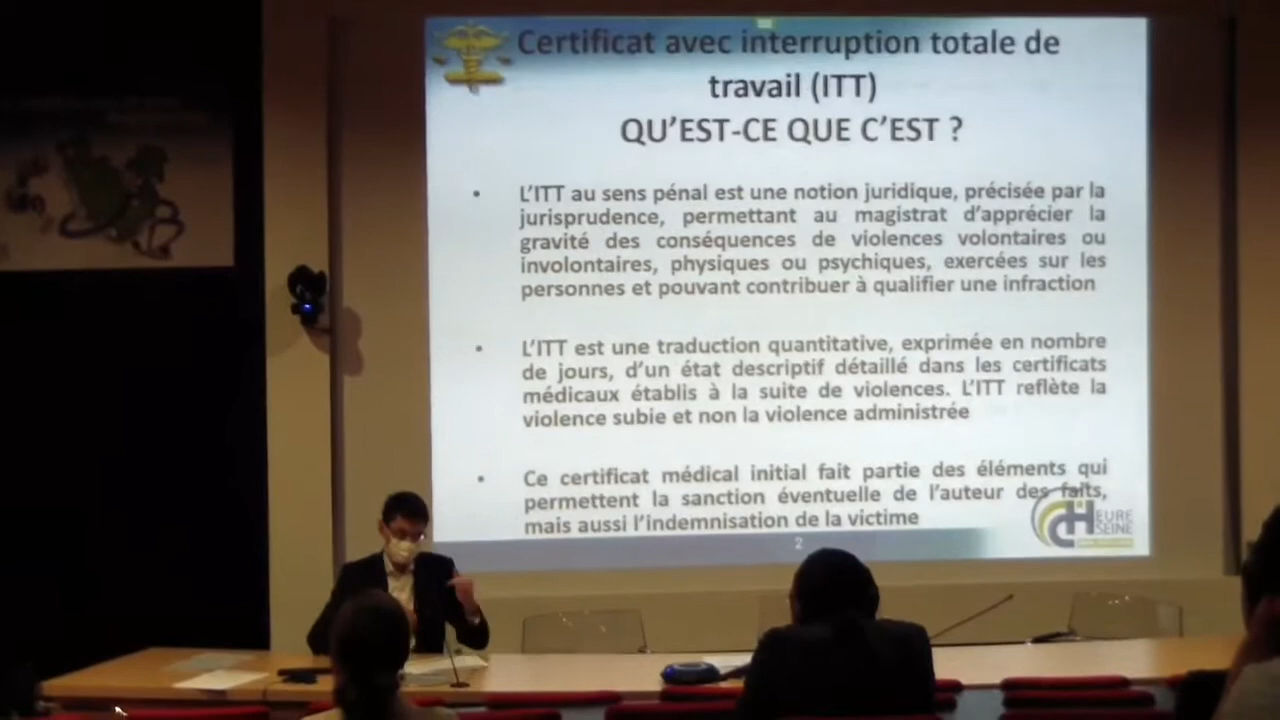 Certificat avec interruption totale de
travail (ITT)
QU'EST-CE QUE C'EST ?
• L'ITT au sens pénal est une notion juridique, précisée par la
jurisprudence, permettant au magistrat d'apprécier la
gravité des conséquences de violences volontaires ou
involontaires, physiques ou psychiques, exercées sur les
personnes et pouvant contribuer à qualifier une infraction
• L'ITT est une traduction quantitative, exprimée en nombre
de jours, d'un état descriptif détaillé dans les certificats
médicaux établis à la suite de violences. L'ITT reflète la
violence subie et non la violence administrée
• Ce certificat médical initial fait partie des éléments qui
permettent la sanction éventuelle de l'auteur des faits,
mais aussi l'indemnisation de la victime
CH
EURE
SEINE
2